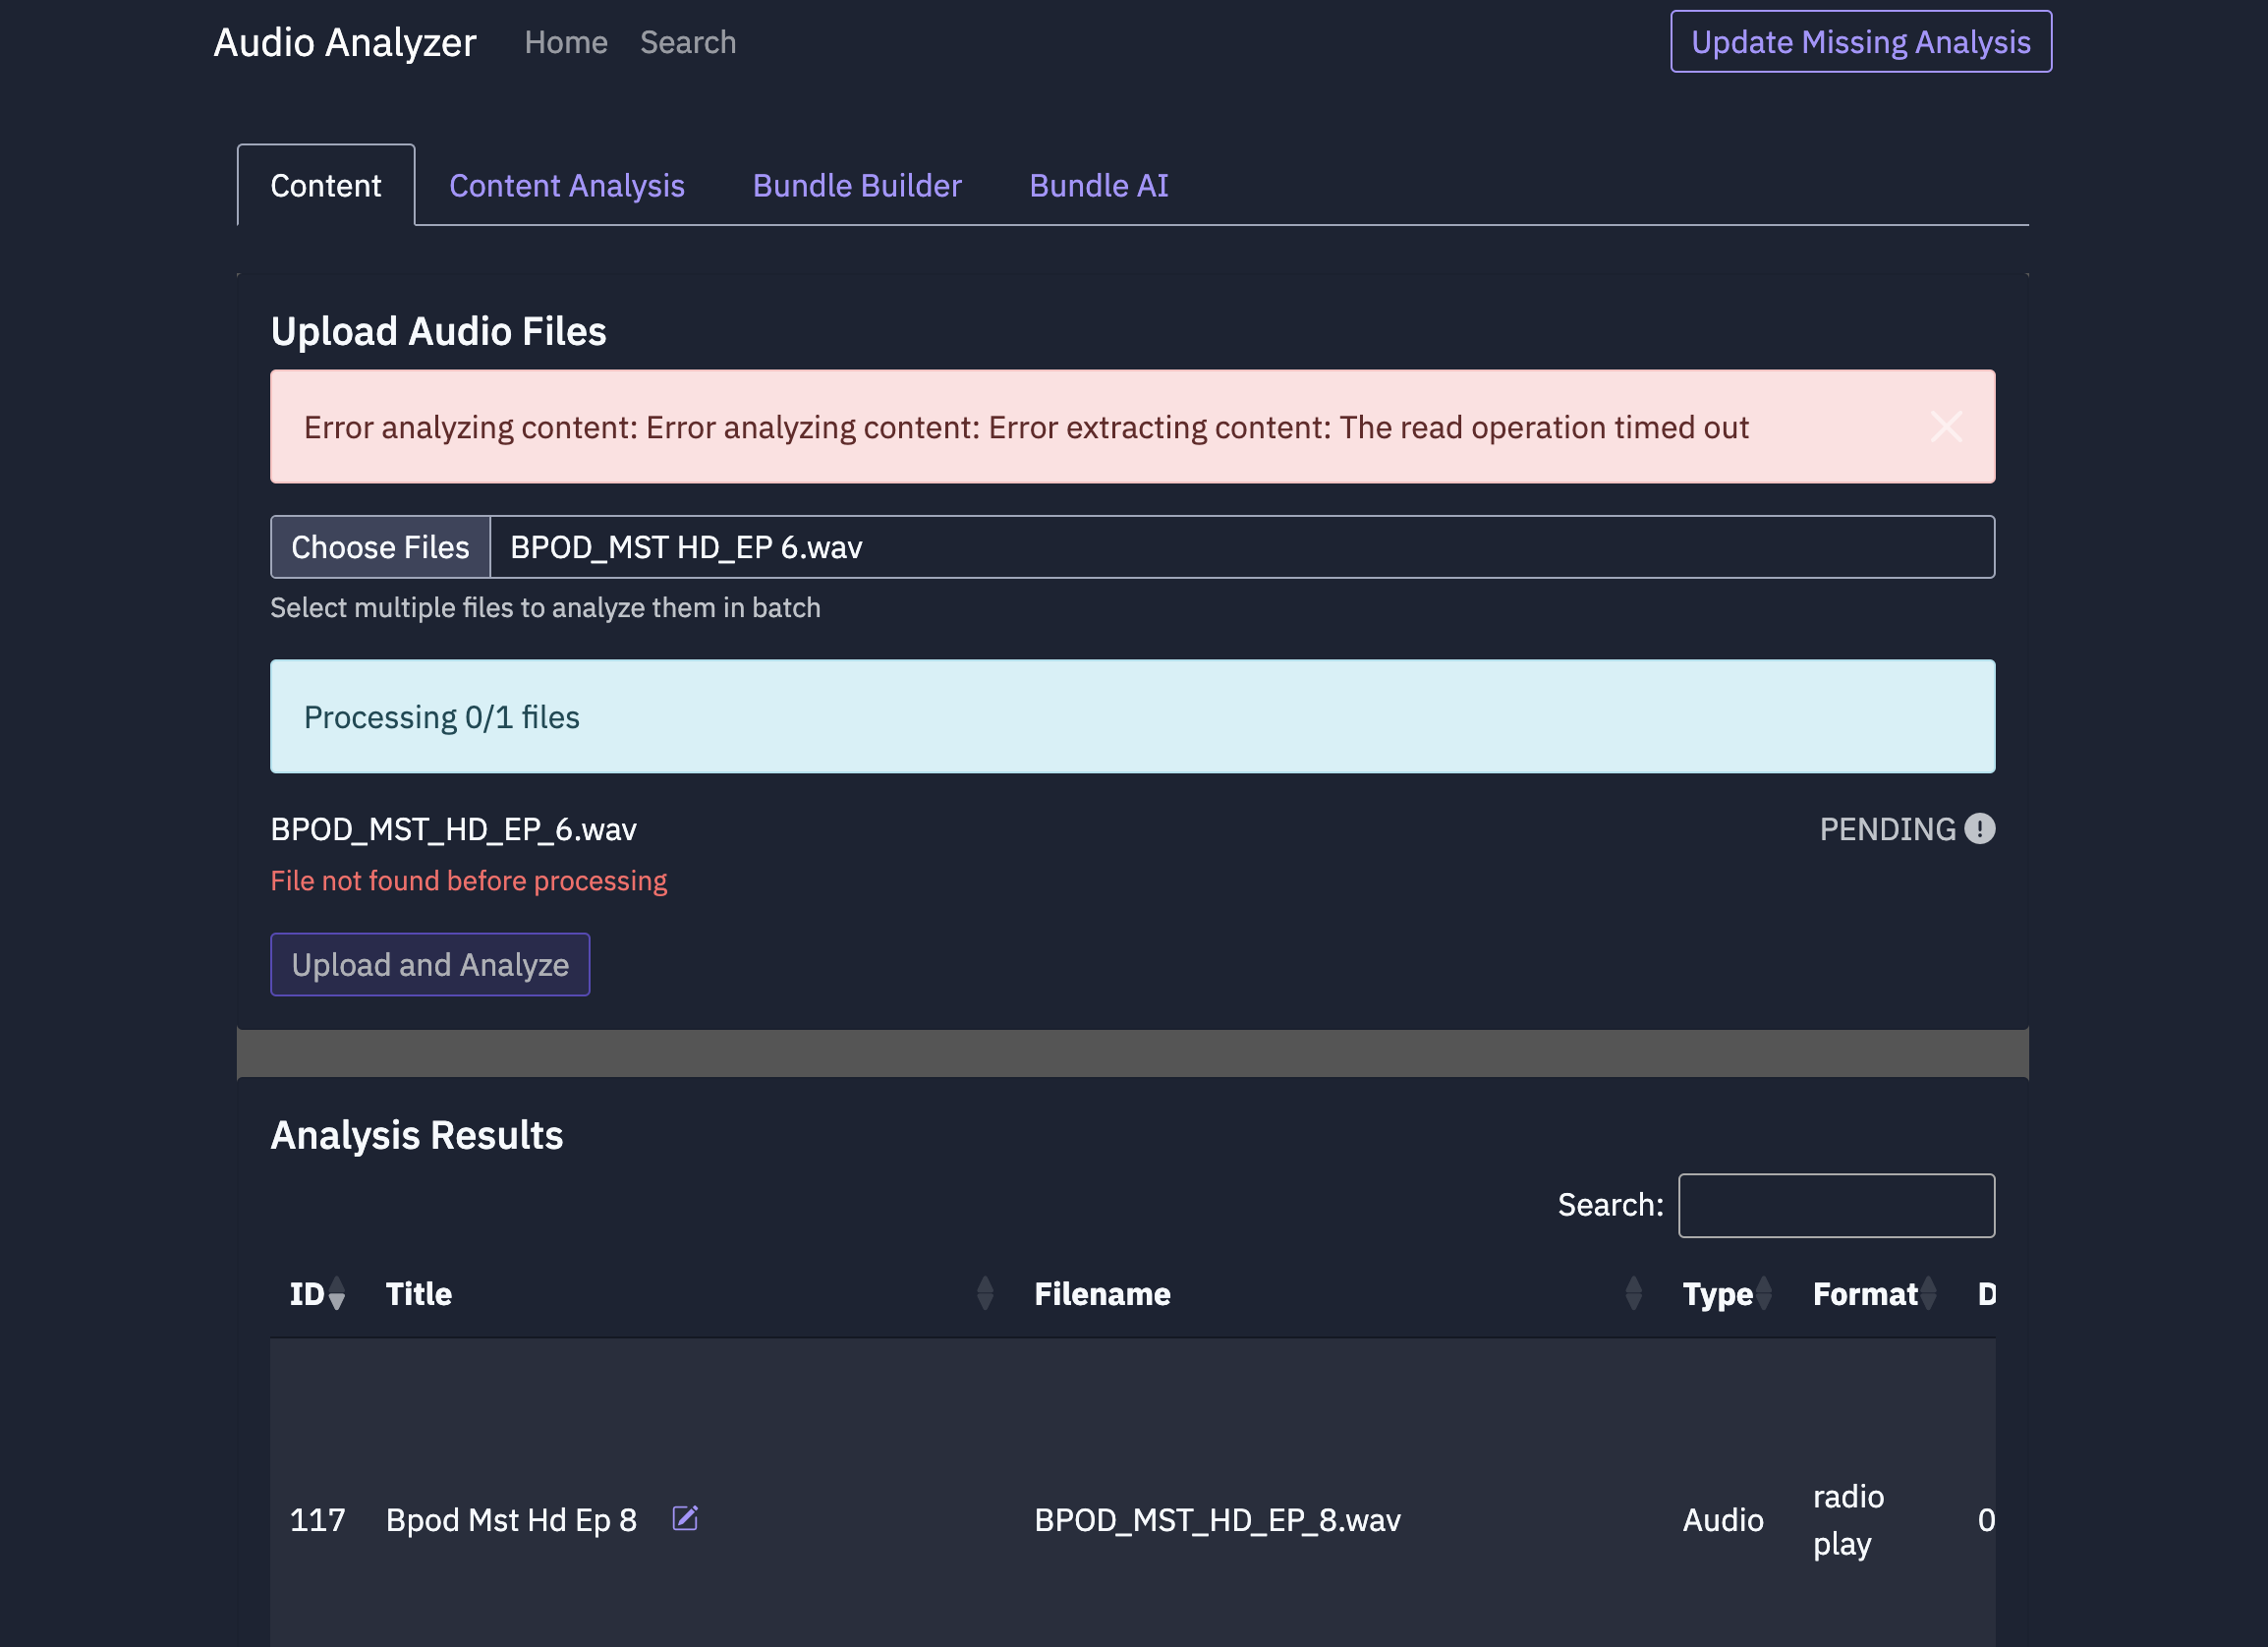 Audio Analyzer Home Search Update Missing Analysis
Content Content Analysis Bundle Builder Bundle AI
Upload Audio Files
Error analyzing content: Error analyzing content: Error extracting content: The read operation timed out
Choose Files BPOD_MST HD_EP 6.wav
Select multiple files to analyze them in batch
Processing 0/1 files
BPOD_MST_HD_EP_6.wav PENDING
File not found before processing
Upload and Analyze
Analysis Results
Search:
ID Title Filename Type Format D
117 Bpod Mst Hd Ep 8 BPOD_MST_HD_EP_8.wav Audio radio play 0